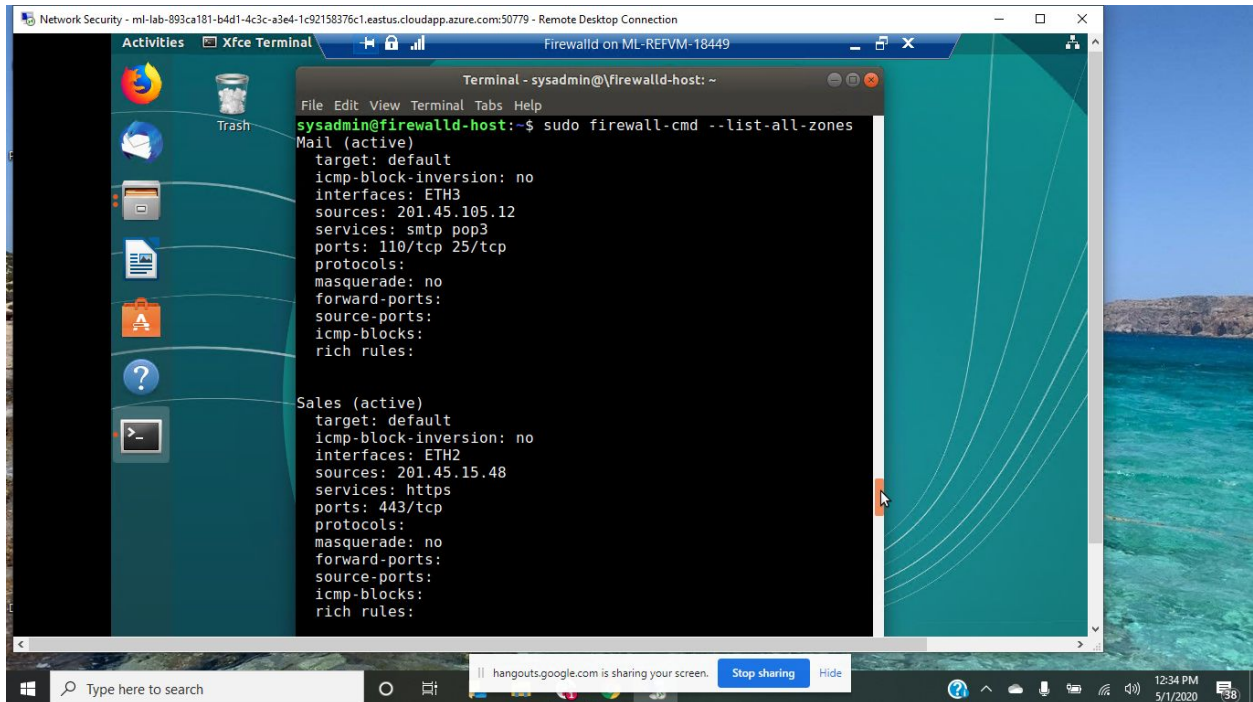 Network Security - ml-lab-893ca181-b4d1-4c3c-a3e4-1c92158376c1.eastus.cloudapp.azure.com:50779 - Remote Desktop Connection
Activities Xfce Terminal Firewalld on ML-REFVM-18449
Terminal - sysadmin@\firewalld-host: ~
File Edit View Terminal Tabs Help
Trash
sysadmin@firewalld-host:~$ sudo firewall-cmd --list-all-zones
Mail (active)
target: default
icmp-block-inversion: no
interfaces: ETH3
sources: 201.45.105.12
services: smtp pop3
ports: 110/tcp 25/tcp
protocols:
masquerade: no
forward-ports:
source-ports:
icmp-blocks:
rich rules:
Sales (active)
target: default
icmp-block-inversion: no
interfaces: ETH2
sources: 201.45.15.48
services: https
ports: 443/tcp
protocols:
masquerade: no
forward-ports:
source-ports:
icmp-blocks:
rich rules:
hangouts.google.com is sharing your screen. Stop sharing Hide
Type here to search
12:34 PM
5/1/2020
38